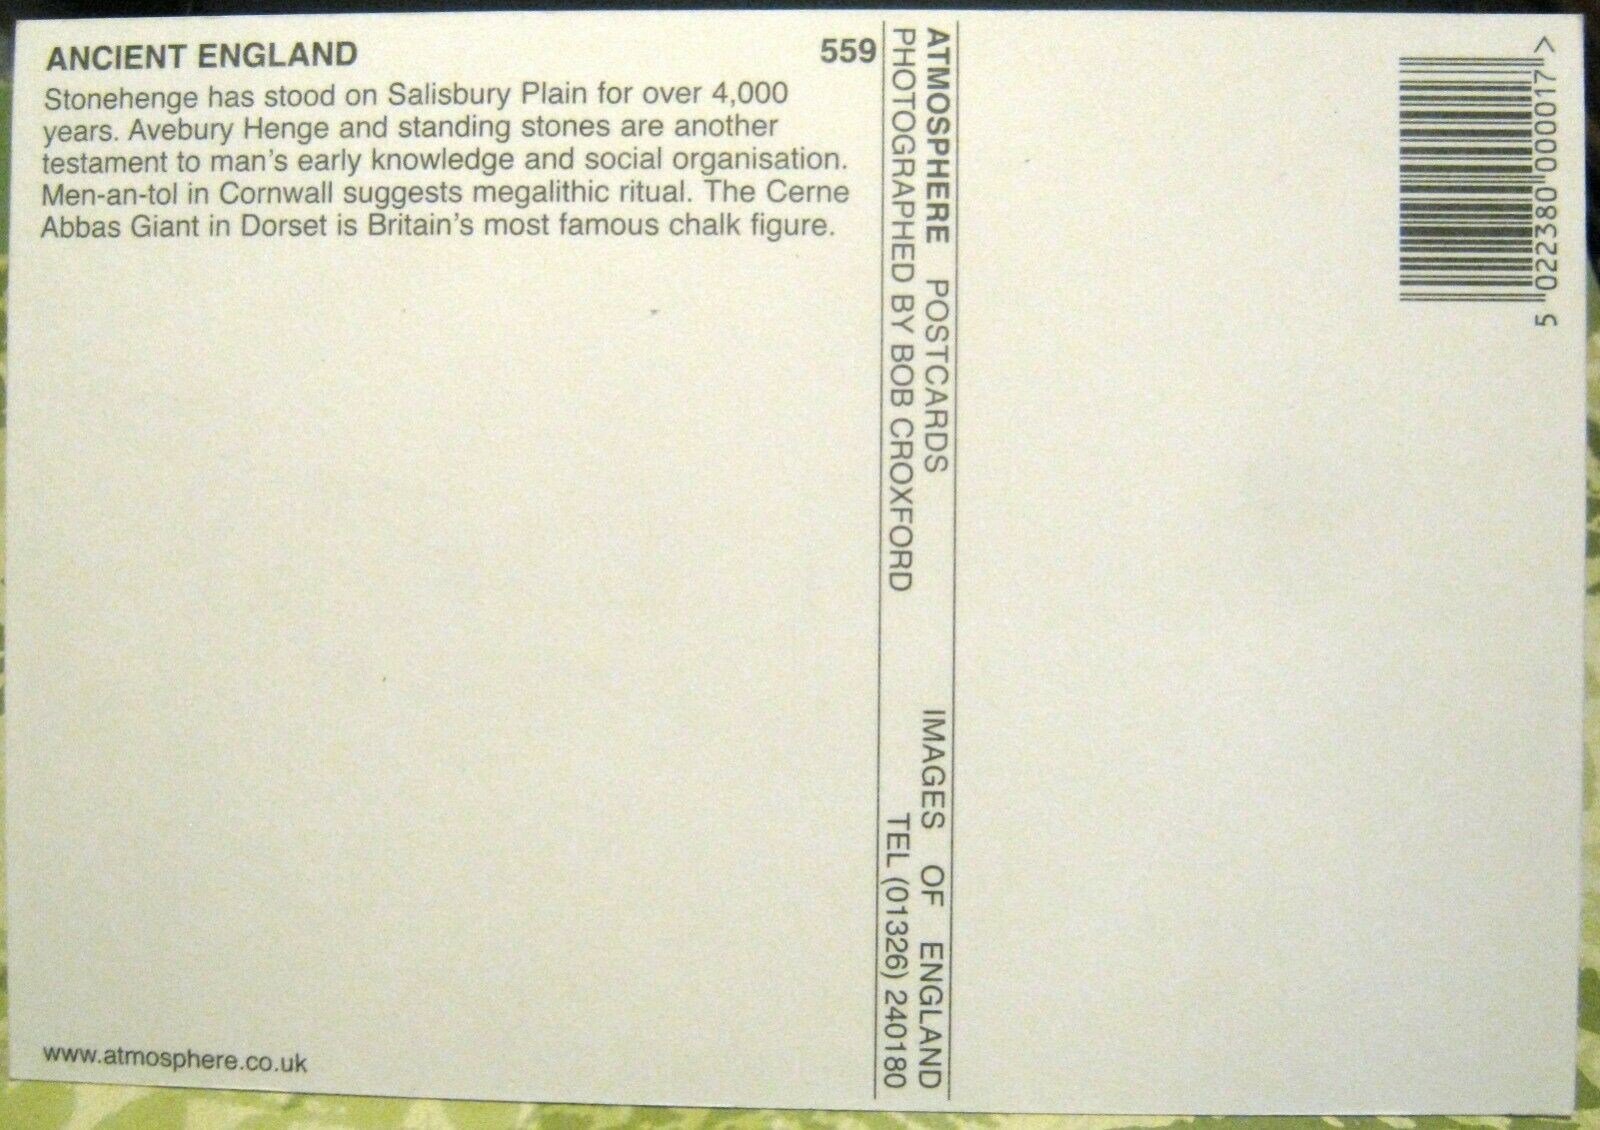 ANCIENT ENGLAND 559
Stonehenge has stood on Salisbury Plain for over 4,000
years. Avebury Henge and standing stones are another
testament to man's early knowledge and social organisation.
Men-an-tol in Cornwall suggests megalithic ritual. The Cerne
Abbas Giant in Dorset is Britain's most famous chalk figure.
www.atmosphere.co.uk
ATMOSPHERE POSTCARDS IMAGES OF ENGLAND
PHOTOGRAPHED BY BOB CROXFORD TEL (01326) 240180
5 022380 000017 >